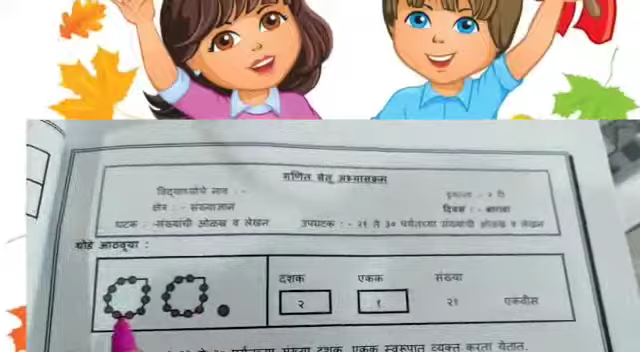 गणित सेतू अभ्यासक्रम
विद्यार्थ्याचे नाव : -
इयत्ता : - २ री
क्षेत्र : - संख्याज्ञान
दिवस : - बारावा
घटक : - संख्यांची ओळख व लेखन
उपघटक : - २१ ते ३० पर्यंतच्या संख्यांची ओळख व लेखन
थोडे आठवूया :
दशक एकक संख्या
२ १ २१ एकवीस
पर्यंतच्या संख्या दशक एकक स्वरूपात व्यक्त करता येतात.